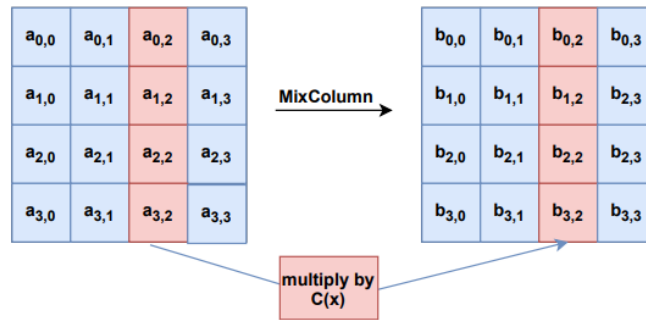 a0,0 a0,1 a0,2 a0,3 b0,0 b0,1 b0,2 b0,3
a1,0 a1,1 a1,2 a1,3 MixColumn b1,0 b1,1 b1,2 b2,3
a2,0 a2,1 a2,2 a2,3 b2,0 b2,1 b2,2 b2,3
a3,0 a3,1 a3,2 a3,3 b3,0 b3,1 b3,2 b3,3
multiply by
C(x)